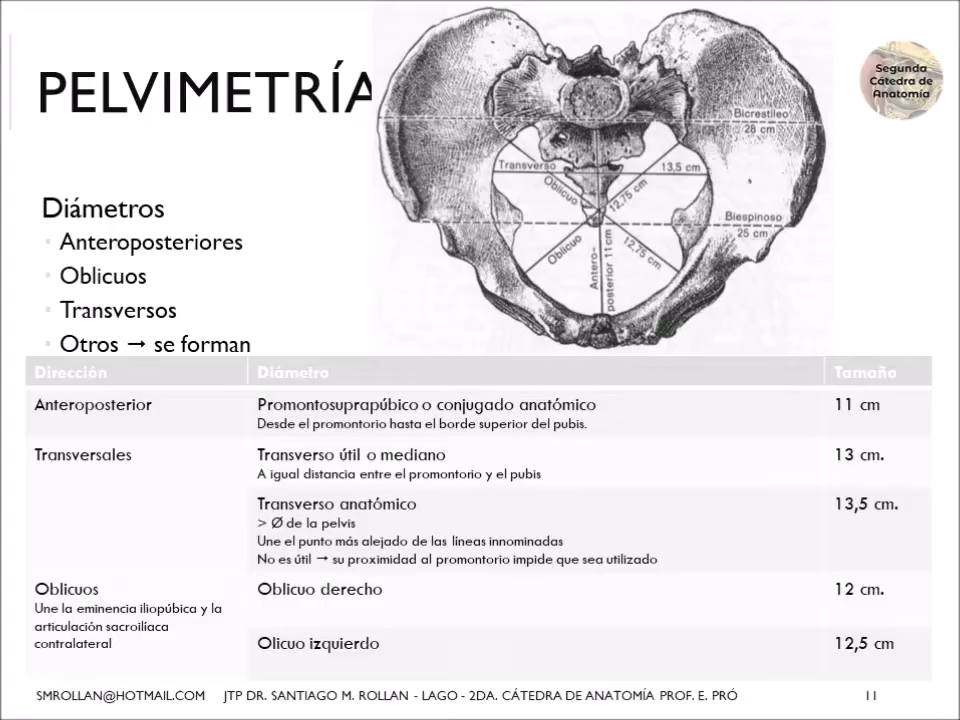 PELVIMETRÍA
Segunda
Cátedra de
Anatomía
Bicrestileo
28 cm
Transverso
13,5 cm
Oblicuo
12,75 cm
Biespinoso
25 cm
Oblicuo
Antero-
posterior 11 cm
12,75 cm
Diámetros
Anteroposteriores
Oblicuos
Transversos
Otros → se forman
Dirección Diámetro Tamaño
Anteroposterior Promontosuprapúbico o conjugado anatómico 11 cm
Desde el promontorio hasta el borde superior del pubis.
Transversales Transverso útil o mediano 13 cm.
A igual distancia entre el promontorio y el pubis
Transverso anatómico 13,5 cm.
> Ø de la pelvis
Une el punto más alejado de las líneas innominadas
No es útil → su proximidad al promontorio impide que sea utilizado
Oblicuos Oblicuo derecho 12 cm.
Une la eminencia iliopúbica y la
articulación sacroilíaca
contralateral
Olicuo izquierdo 12,5 cm
SMROLLAN@HOTMAIL.COM JTP DR. SANTIAGO M. ROLLAN - LAGO - 2DA. CÁTEDRA DE ANATOMÍA PROF. E. PRÓ 11